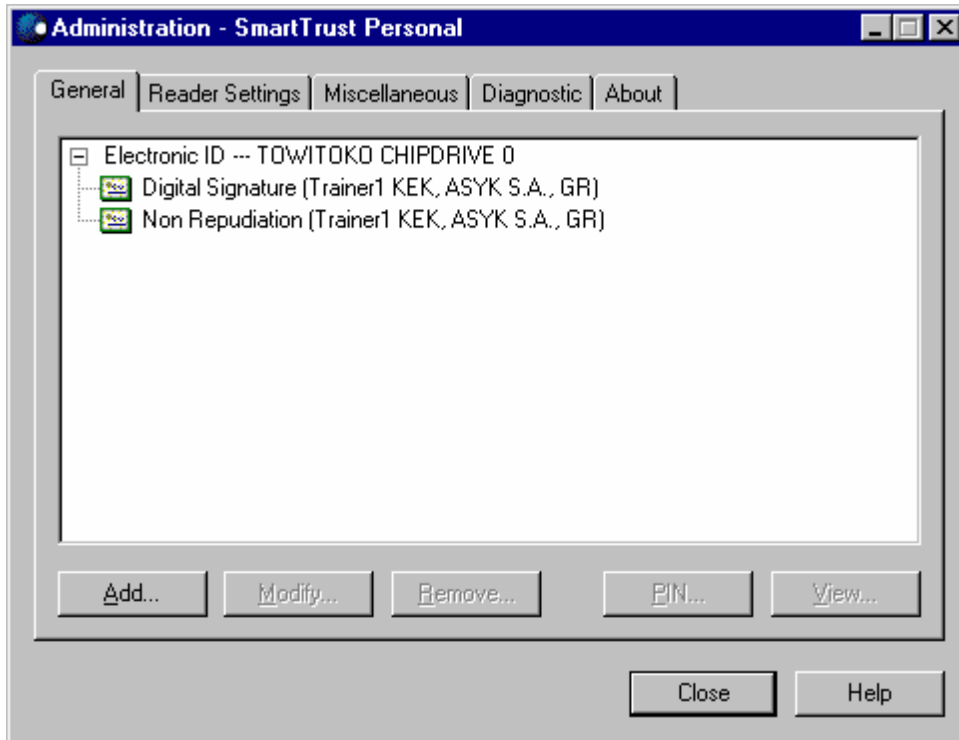 Administration - SmartTrust Personal
General Reader Settings Miscellaneous Diagnostic About
Electronic ID --- TOWITOKO CHIPDRIVE 0
Digital Signature (Trainer1 KEK, ASYK S.A., GR)
Non Repudiation (Trainer1 KEK, ASYK S.A., GR)
Add... Modify... Remove... PIN... View...
Close Help